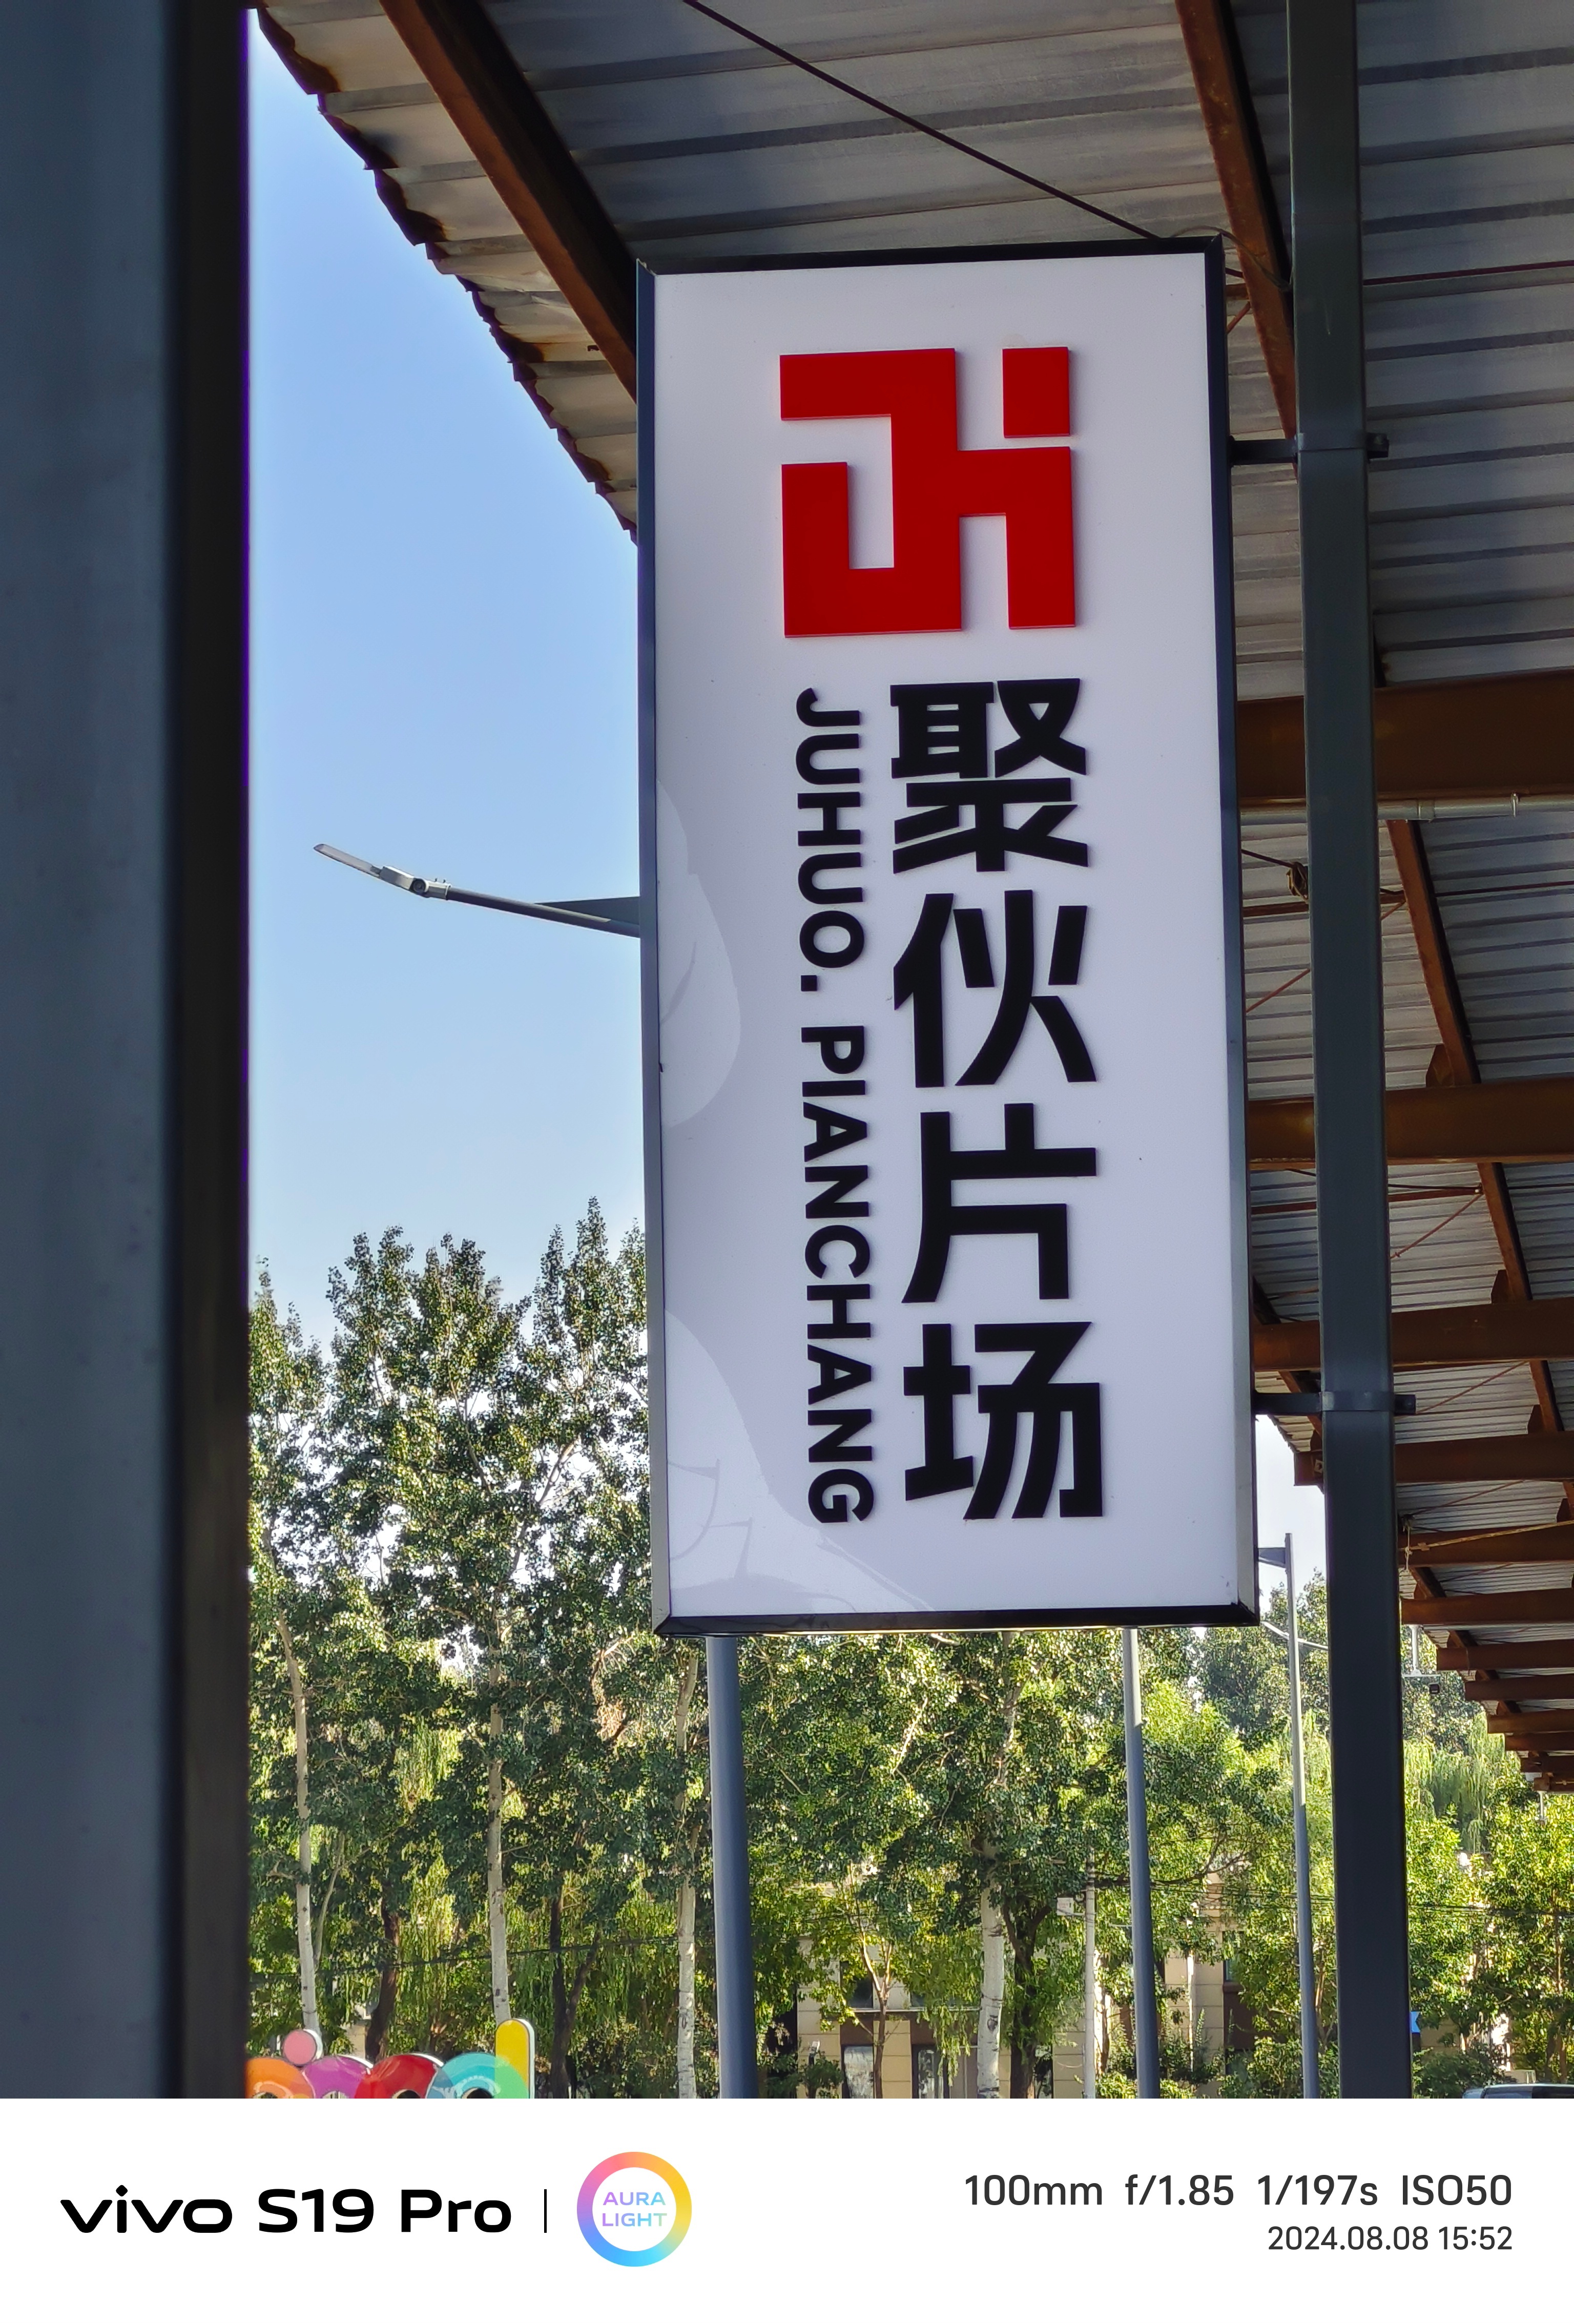 聚伙片场
JUHUO. PIANCHANG
vivo S19 Pro
AURA
LIGHT
100mm f/1.85 1/197s ISO50
2024.08.08 15:52